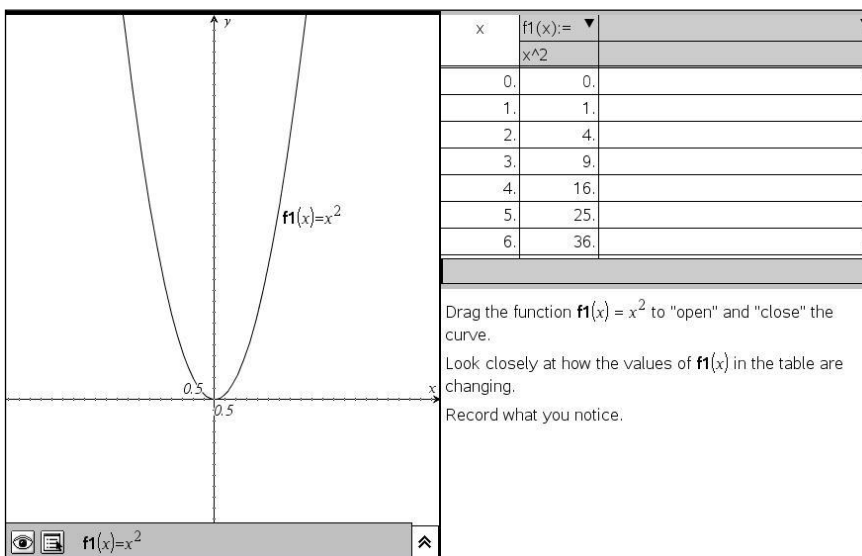 y
f1(x)=x²
0.5
x
0.5
f1(x)=x²
x f1(x):= ▼
x^2
0. 0.
1. 1.
2. 4.
3. 9.
4. 16.
5. 25.
6. 36.
Drag the function f1(x) = x² to "open" and "close" the
curve.
Look closely at how the values of f1(x) in the table are
changing.
Record what you notice.